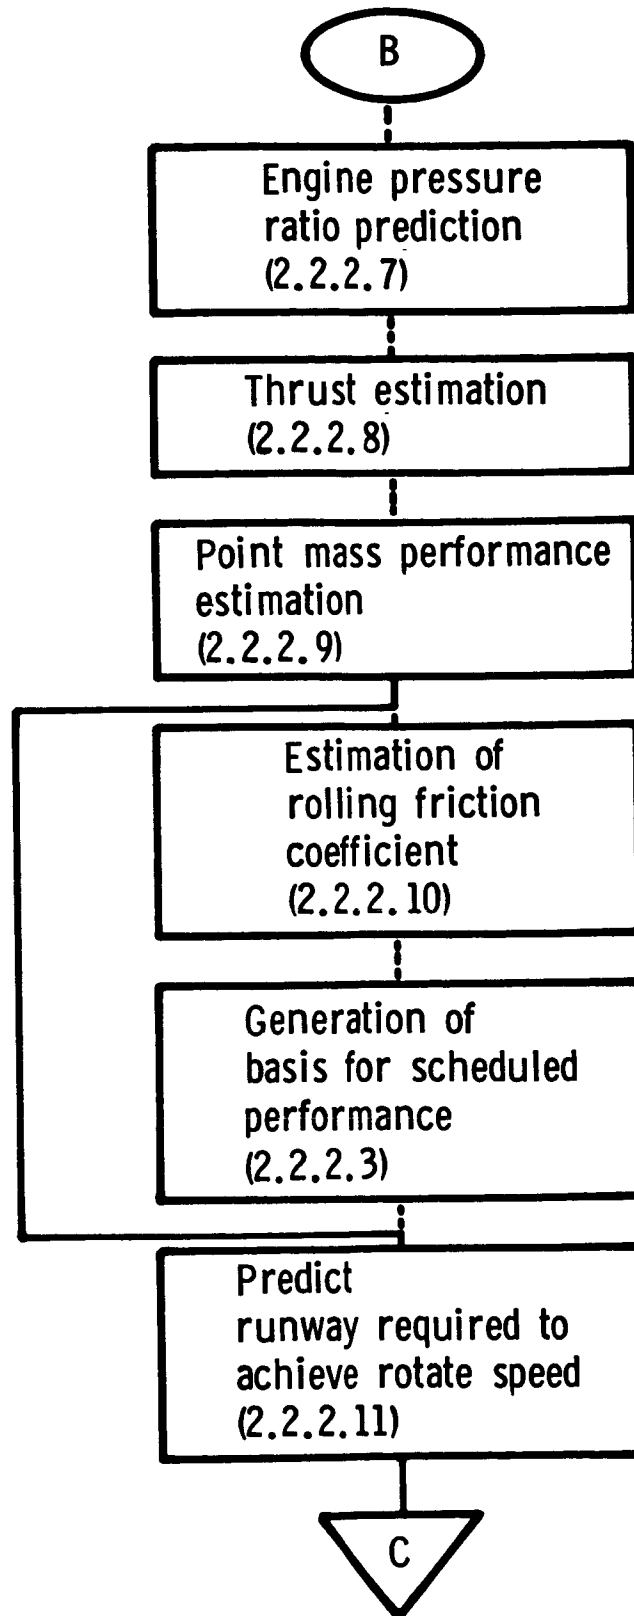 B
Engine pressure
ratio prediction
(2.2.2.7)
Thrust estimation
(2.2.2.8)
Point mass performance
estimation
(2.2.2.9)
Estimation of
rolling friction
coefficient
(2.2.2.10)
Generation of
basis for scheduled
performance
(2.2.2.3)
Predict
runway required to
achieve rotate speed
(2.2.2.11)
C